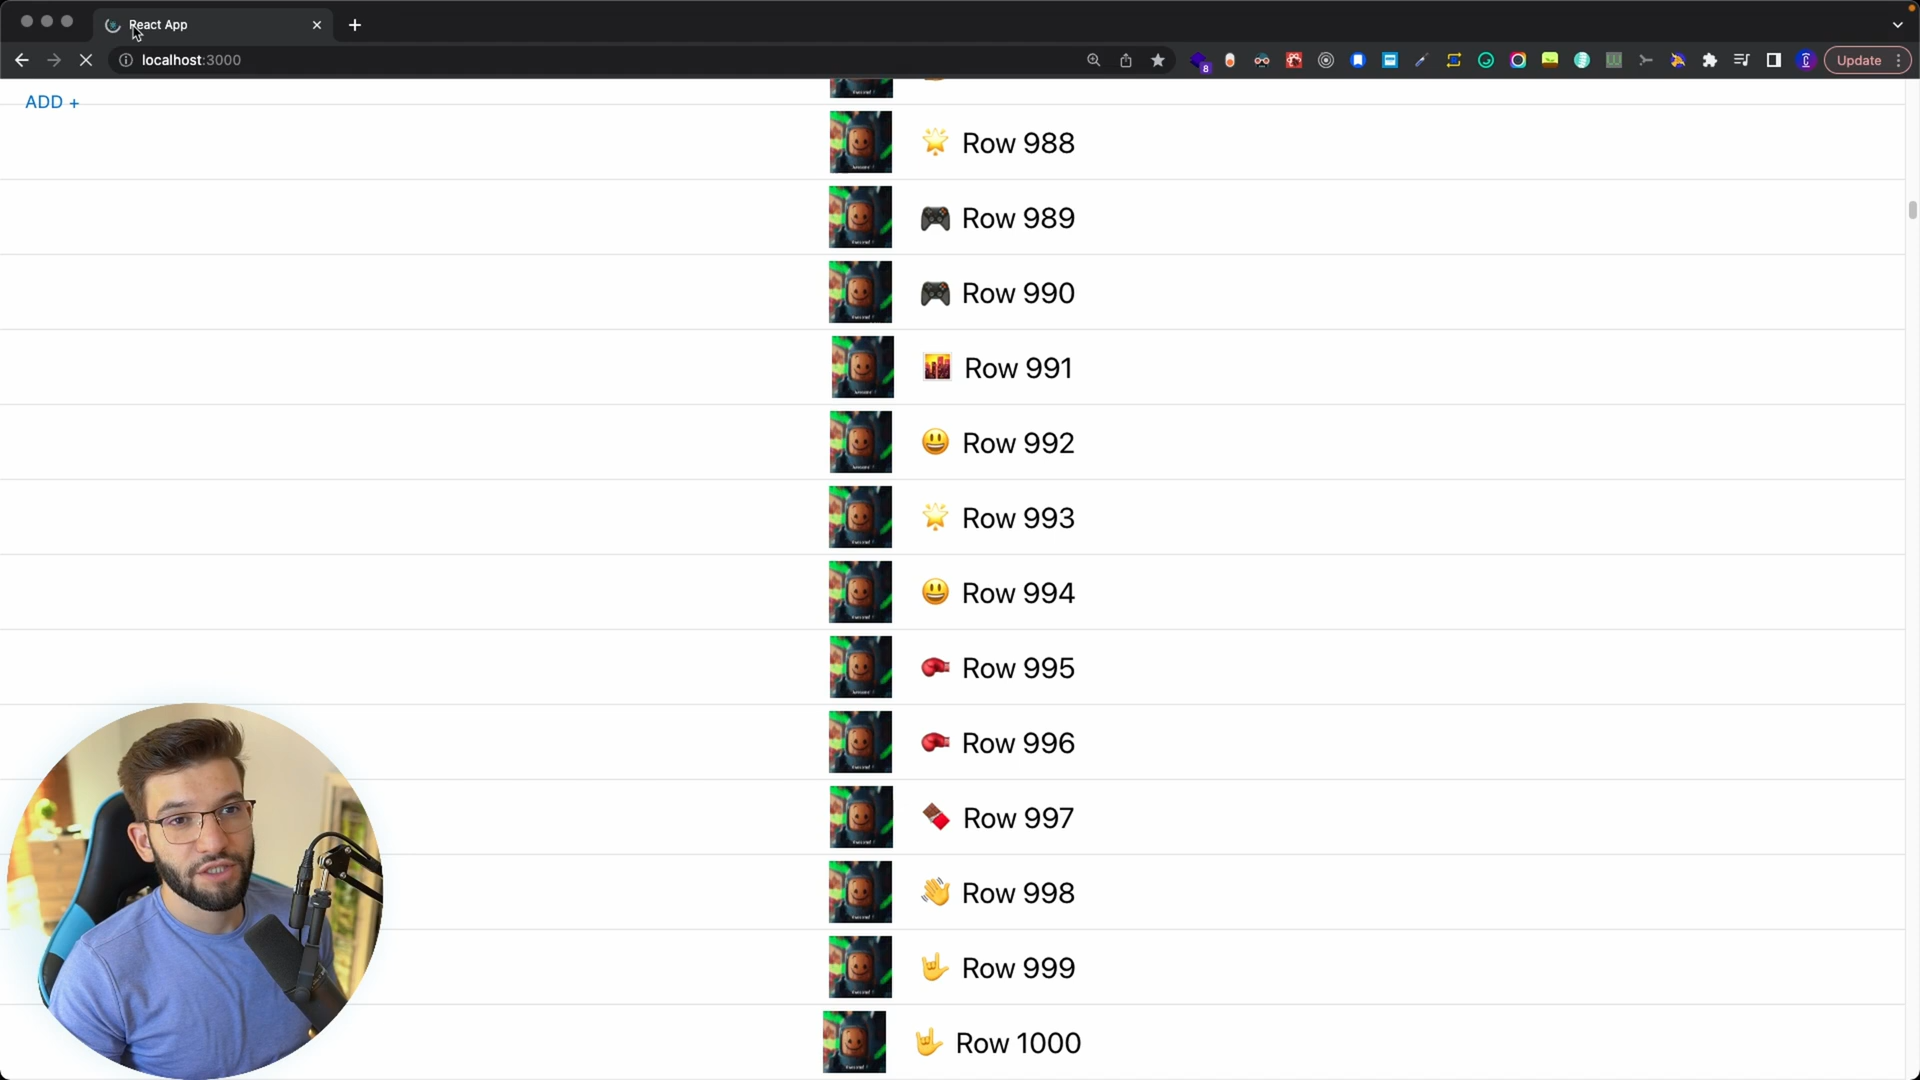 React App
localhost:3000
Update
8
ADD +
Row 988
Row 989
Row 990
Row 991
Row 992
Row 993
Row 994
Row 995
Row 996
Row 997
Row 998
Row 999
Row 1000